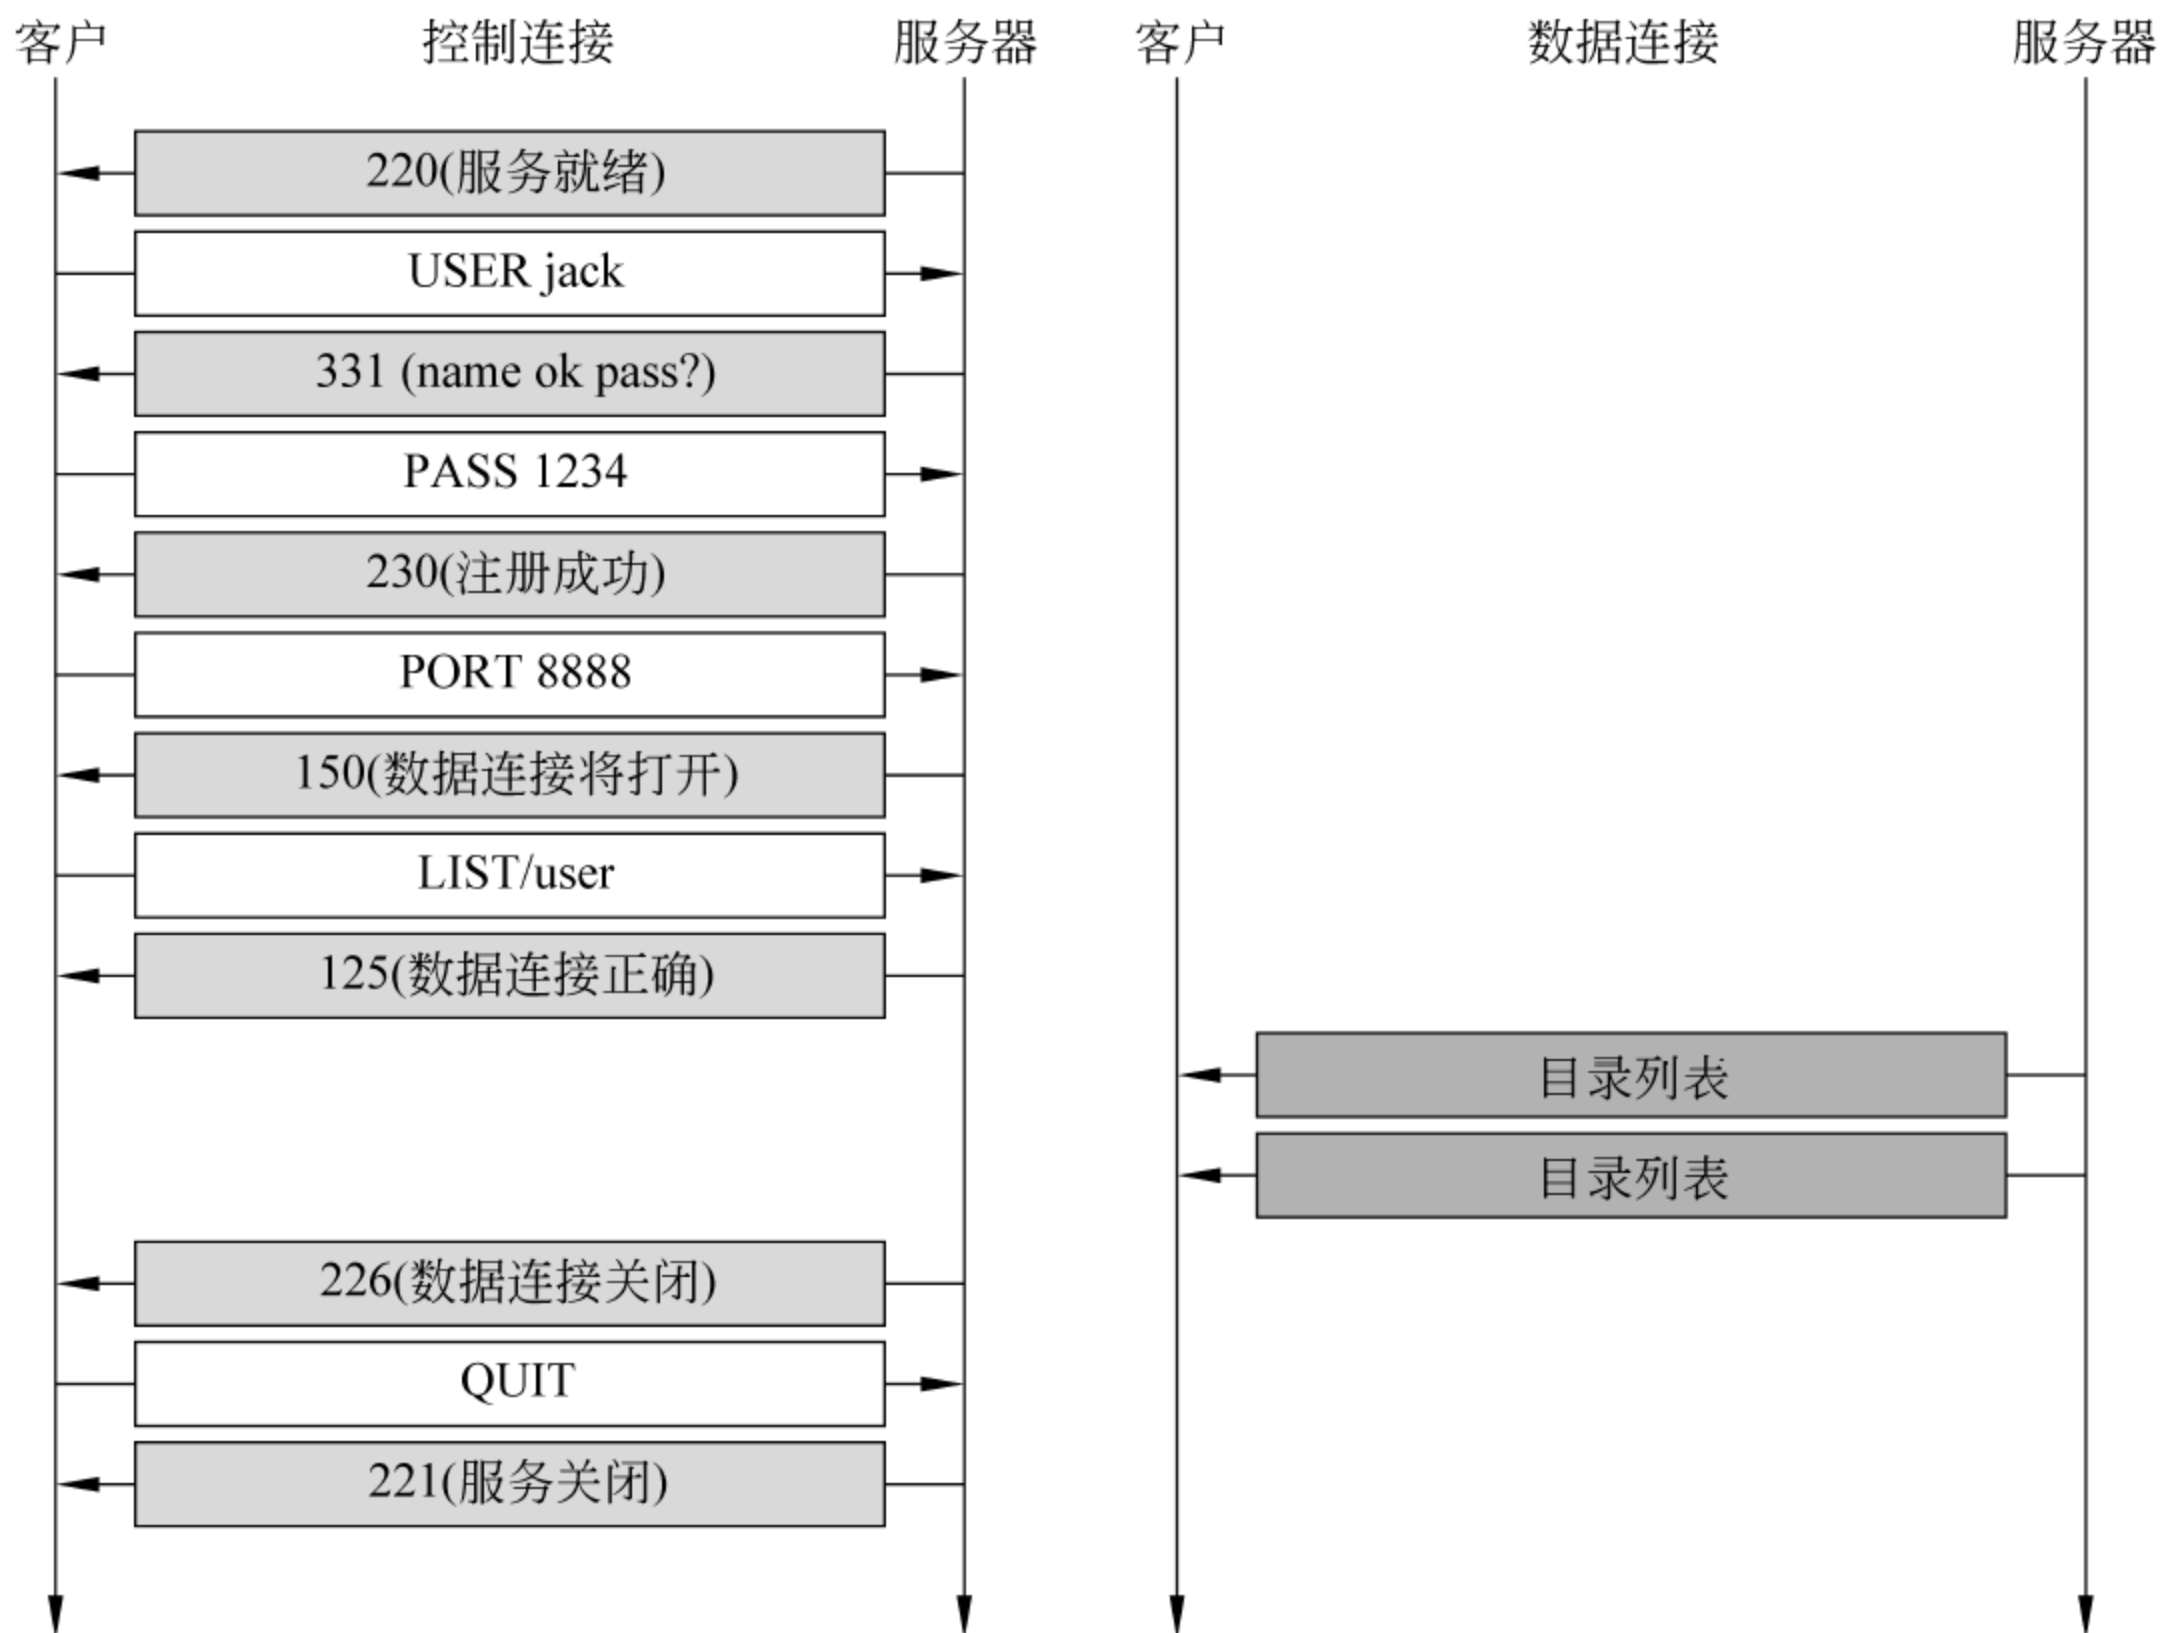 客户 控制连接 服务器 客户 数据连接 服务器
220(服务就绪)
USER jack
331 (name ok pass?)
PASS 1234
230(注册成功)
PORT 8888
150(数据连接将打开)
LIST/user
125(数据连接正确)
目录列表
目录列表
226(数据连接关闭)
QUIT
221(服务关闭)